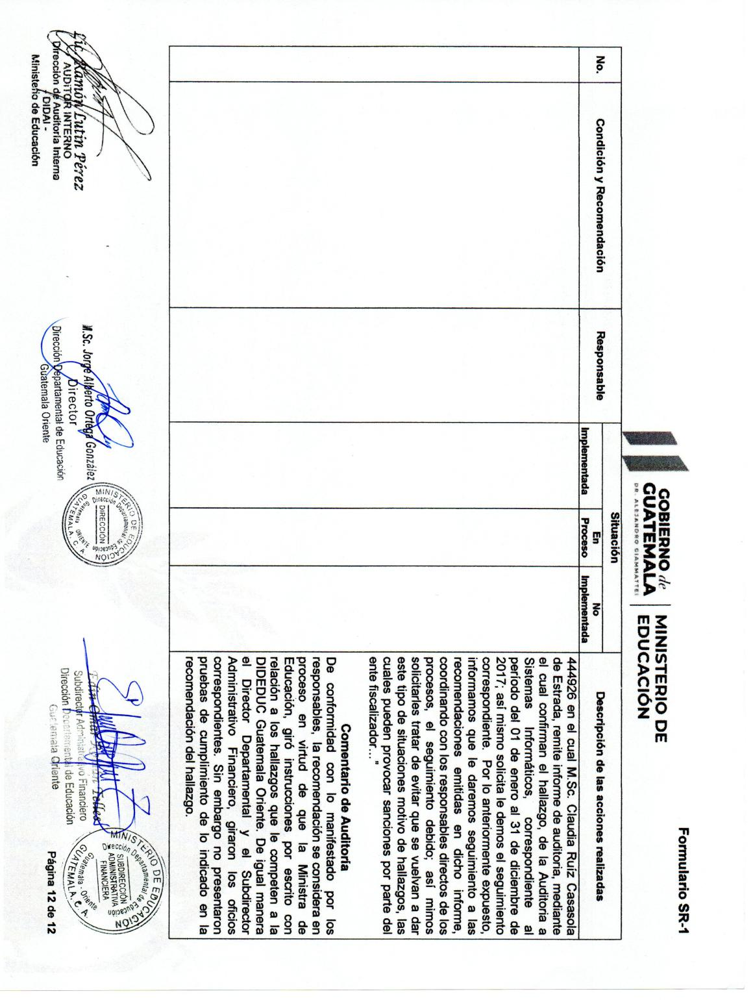 Formulario SR-1
GOBIERNO de
GUATEMALA
DR. ALEJANDRO GIAMMATTEI
MINISTERIO DE
EDUCACIÓN
No.
Condición y Recomendación
Responsable
Situación
Implementada
En
Proceso
No
Implementada
Descripción de las acciones realizadas
444926 en el cual M.Sc. Claudia Ruiz Casasola
de Estrada, remite informe de auditoria, mediante
el cual confirman el hallazgo, de la Auditoria a
Sistemas Informáticos, correspondiente al
período del 01 de enero al 31 de diciembre de
2017; así mismo solicita le demos el seguimiento
correspondiente. Por lo anteriormente expuesto,
informamos que le daremos seguimiento a las
recomendaciones emitidas en dicho informe,
coordinando con los responsables directos de los
procesos, el seguimiento debido; así mimos
solicitarles tratar de evitar que se vuelvan a dar
este tipo de situaciones motivo de hallazgos, las
cuales pueden provocar sanciones por parte del
ente fiscalizador…”
Comentario de Auditoría
De conformidad con lo manifestado por los
responsables, la recomendación se considera en
proceso en virtud de que la Ministra de
Educación, giró instrucciones por escrito con
relación a los hallazgos que le competen a la
DIDEDUC Guatemala Oriente. De igual manera
el Director Departamental y el Subdirector
Administrativo Financiero, giraron los oficios
correspondientes. Sin embargo no presentaron
pruebas de cumplimiento de lo indicado en la
recomendación del hallazgo.
Lic. Ramón Lutin Pérez
AUDITOR INTERNO
Dirección de Auditoría Interna
- DIDAI -
Ministerio de Educación
M.Sc. Jorge Alberto Ortega González
Director
Dirección Departamental de Educación
Guatemala Oriente
MINISTERIO DE EDUCACIÓN
Dirección Departamental de Educación
DIRECCIÓN
Guatemala ORIENTE
GUATEMALA, C. A.
Subdirector Administrativo Financiero
Dirección Departamental de Educación
Guatemala Oriente
MINISTERIO DE EDUCACIÓN
Dirección Departamental de Educación
SUBDIRECCIÓN
ADMINISTRATIVA
FINANCIERA
Guatemala - Oriente
GUATEMALA, C. A.
Página 12 de 12